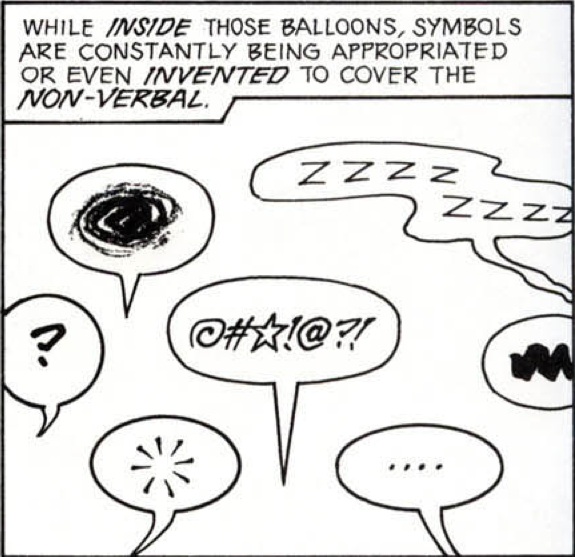 WHILE INSIDE THOSE BALLOONS, SYMBOLS
ARE CONSTANTLY BEING APPROPRIATED
OR EVEN INVENTED TO COVER THE
NON-VERBAL.
ZZZZ
ZZZZ
?
@#☆!@?!
....